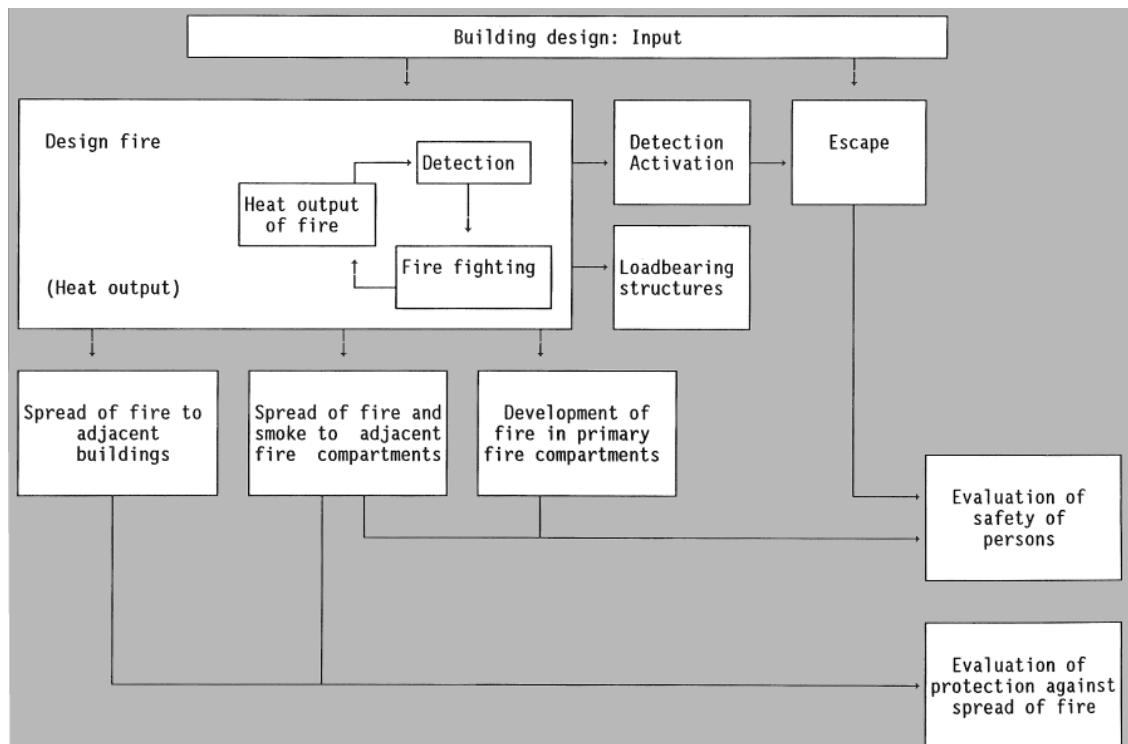 Building design: Input
Design fire
Detection
Heat output
of fire
Fire fighting
(Heat output)
Detection
Activation
Escape
Loadbearing
structures
Spread of fire to
adjacent
buildings
Spread of fire and
smoke to adjacent
fire compartments
Development of
fire in primary
fire compartments
Evaluation of
safety of
persons
Evaluation of
protection against
spread of fire